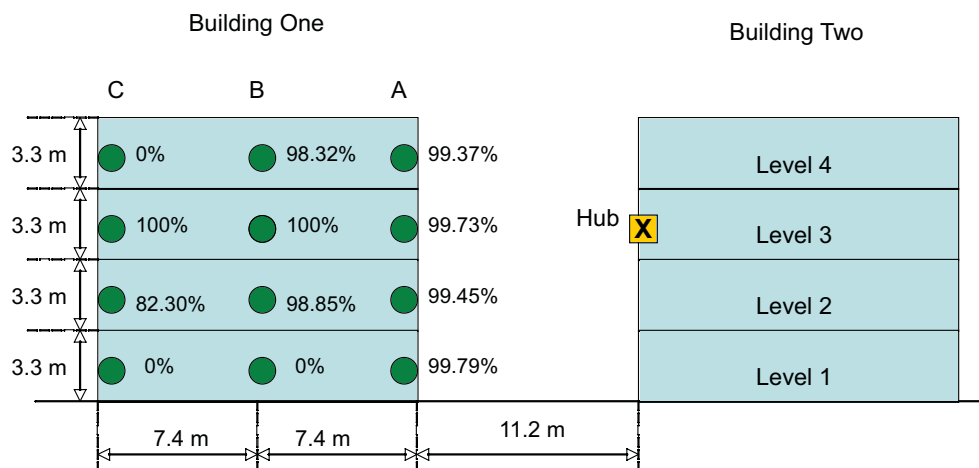 Building One
Building Two
C B A
3.3 m 0% 98.32% 99.37% Level 4
3.3 m 100% 100% 99.73% Hub X Level 3
3.3 m 82.30% 98.85% 99.45% Level 2
3.3 m 0% 0% 99.79% Level 1
7.4 m 7.4 m 11.2 m